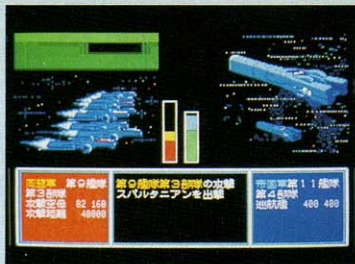 同盟軍 第9艦隊
第3部隊
攻撃空母 82 160
攻撃距離 40000
第9艦隊第3部隊の攻撃
スパルタニアンを出撃
帝国軍第11艦隊
第4部隊
巡航艦 400 400